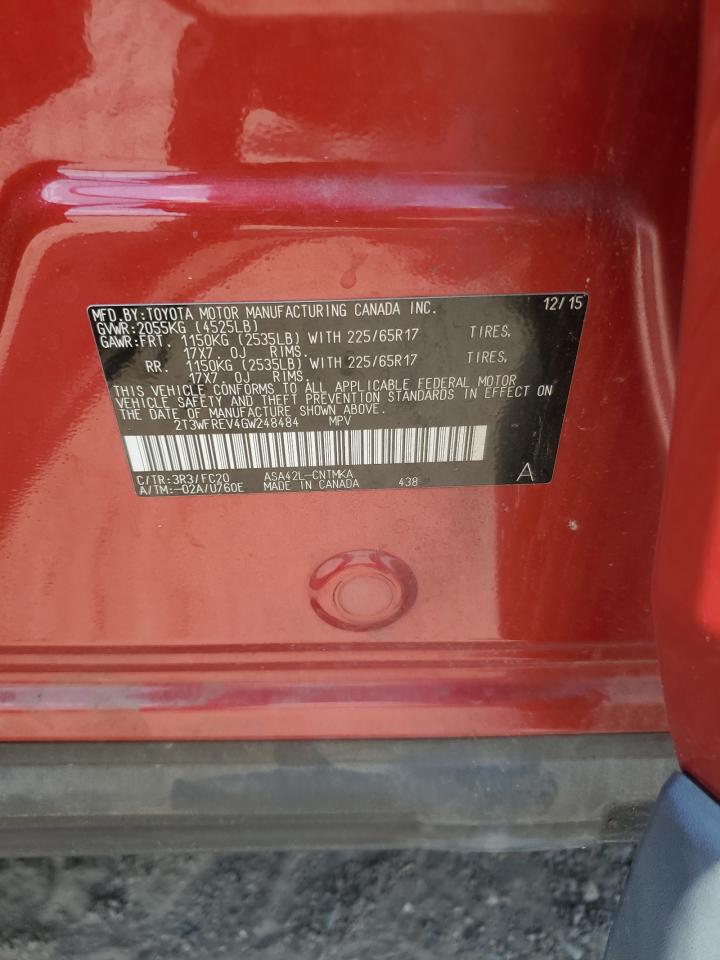 MFD.BY:TOYOTA MOTOR MANUFACTURING CANADA INC. 12/15
GVWR:2055KG (4525LB)
GAWR:FRT. 1150KG (2535LB) WITH 225/65R17 TIRES,
17X7. 0J RIMS.
RR. 1150KG (2535LB) WITH 225/65R17 TIRES,
17X7. 0J RIMS.
THIS VEHICLE CONFORMS TO ALL APPLICABLE FEDERAL MOTOR
VEHICLE SAFETY AND THEFT PREVENTION STANDARDS IN EFFECT ON
THE DATE OF MANUFACTURE SHOWN ABOVE.
2T3WFREV4GW248484 MPV
C/TR:3R3/FC20 ASA42L-CNTMKA
A/TM:-02A/U760E MADE IN CANADA 438 A